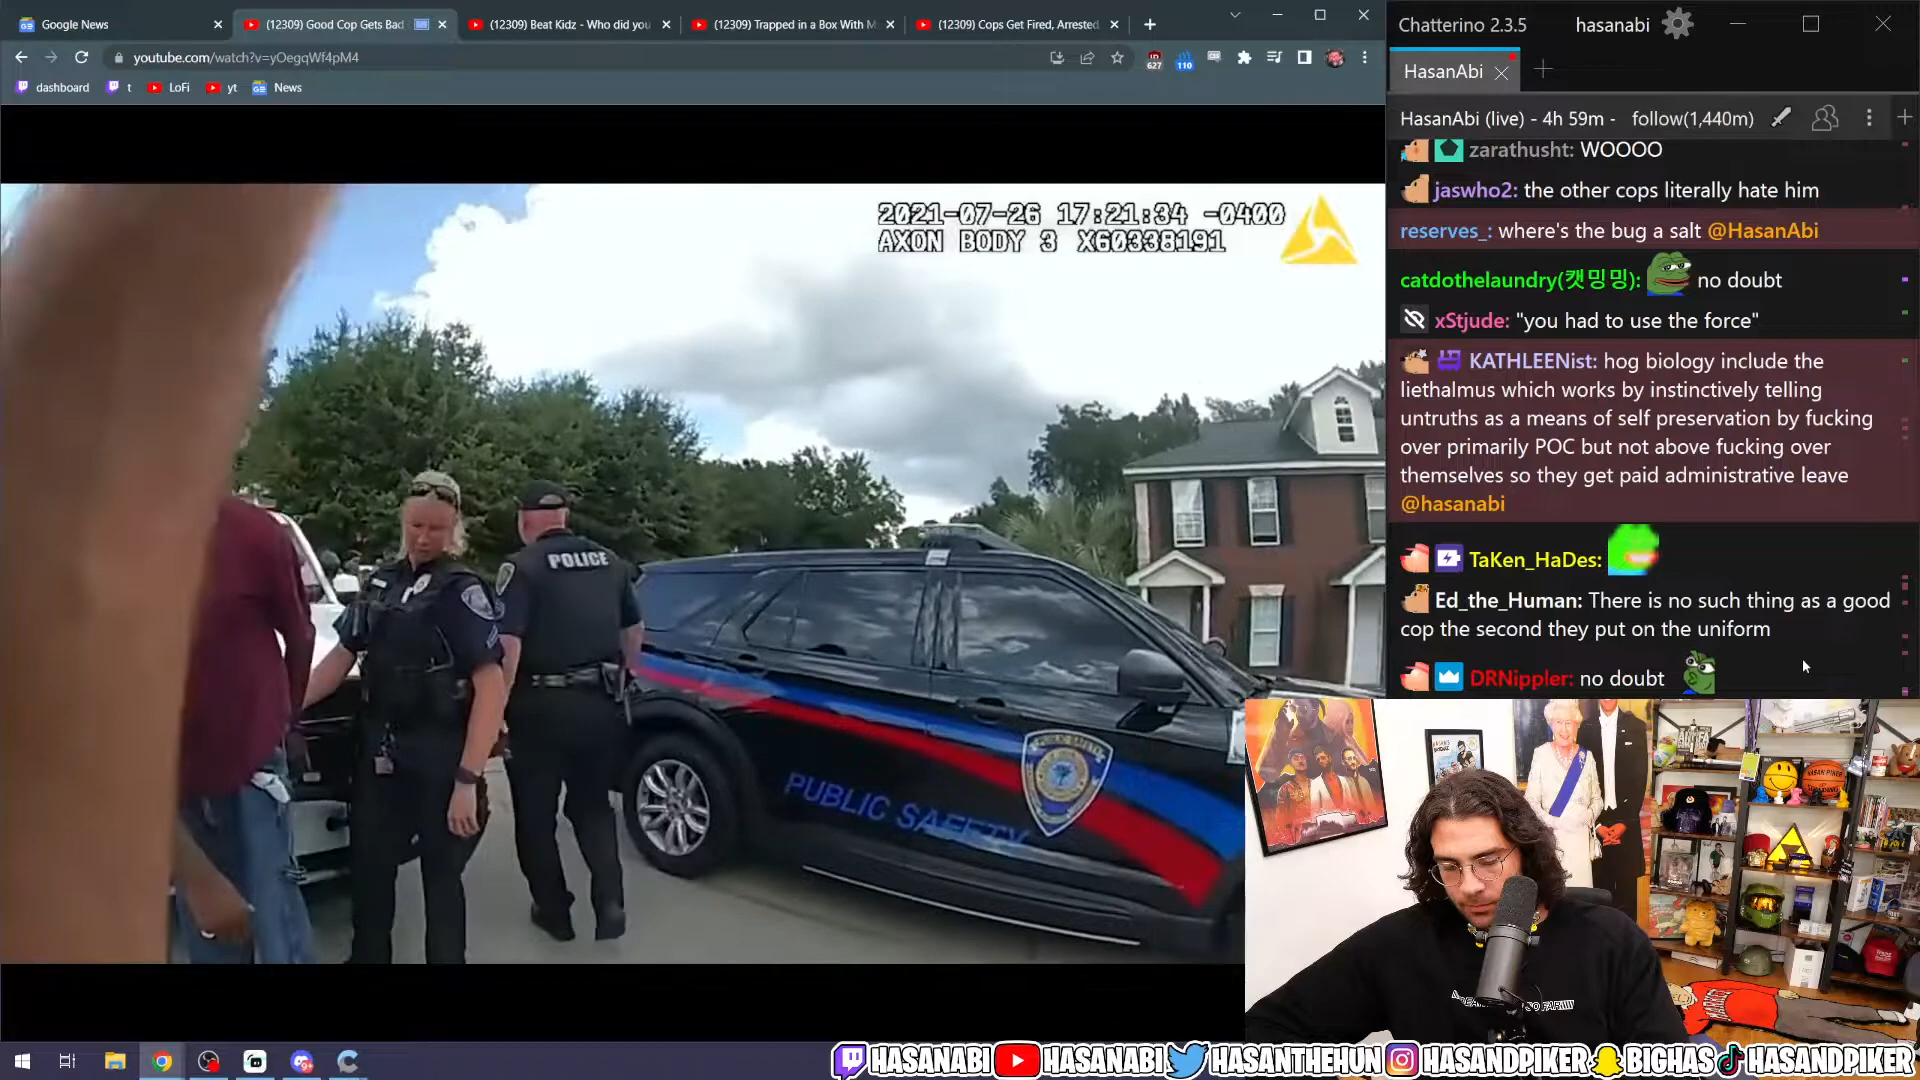 Google News
(12309) Good Cop Gets Bad
(12309) Beat Kidz - Who did you
(12309) Trapped in a Box With M
(12309) Cops Get Fired, Arrested
youtube.com/watch?v=yOegqWf4pM4
627
110
dashboard
t
LoFi
yt
News
2021-07-26 17:21:34 -0400
AXON BODY 3 X60338191
POLICE
PUBLIC SAFETY
Chatterino 2.3.5
hasanabi
HasanAbi
HasanAbi (live) - 4h 59m -
follow(1,440m)
zarathusht: WOOOO
jaswho2: the other cops literally hate him
reserves_: where's the bug a salt @HasanAbi
catdothelaundry(캣밍밍): no doubt
xStjude: "you had to use the force"
KATHLEENist: hog biology include the
liethalmus which works by instinctively telling
untruths as a means of self preservation by fucking
over primarily POC but not above fucking over
themselves so they get paid administrative leave
@hasanabi
TaKen_HaDes:
Ed_the_Human: There is no such thing as a good
cop the second they put on the uniform
DRNippler: no doubt
HASANABI
HASANABI
HASANTHEHUN
HASANDPIKER
BIGHAS
HASANDPIKER